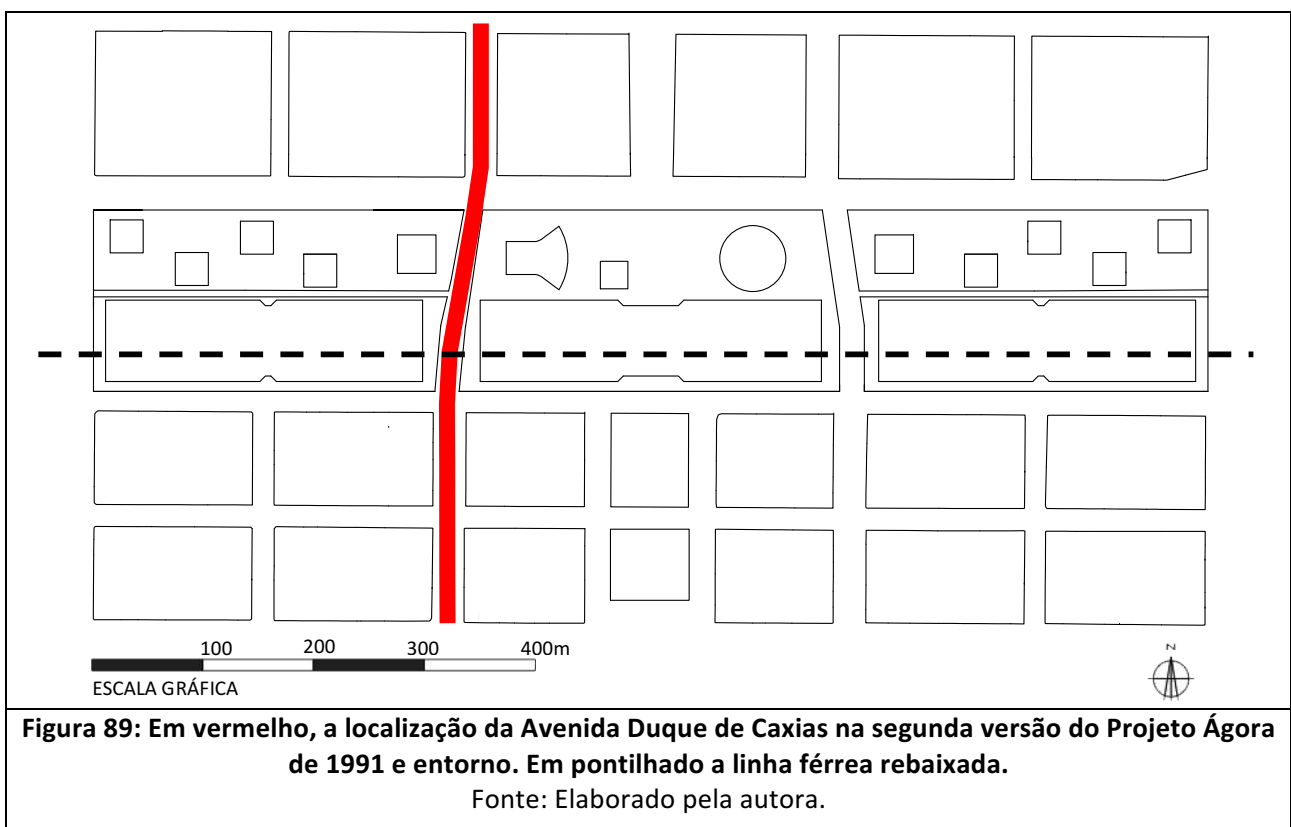 100 200 300 400m
ESCALA GRÁFICA
N
Figura 89: Em vermelho, a localização da Avenida Duque de Caxias na segunda versão do Projeto Ágora
de 1991 e entorno. Em pontilhado a linha férrea rebaixada.
Fonte: Elaborado pela autora.